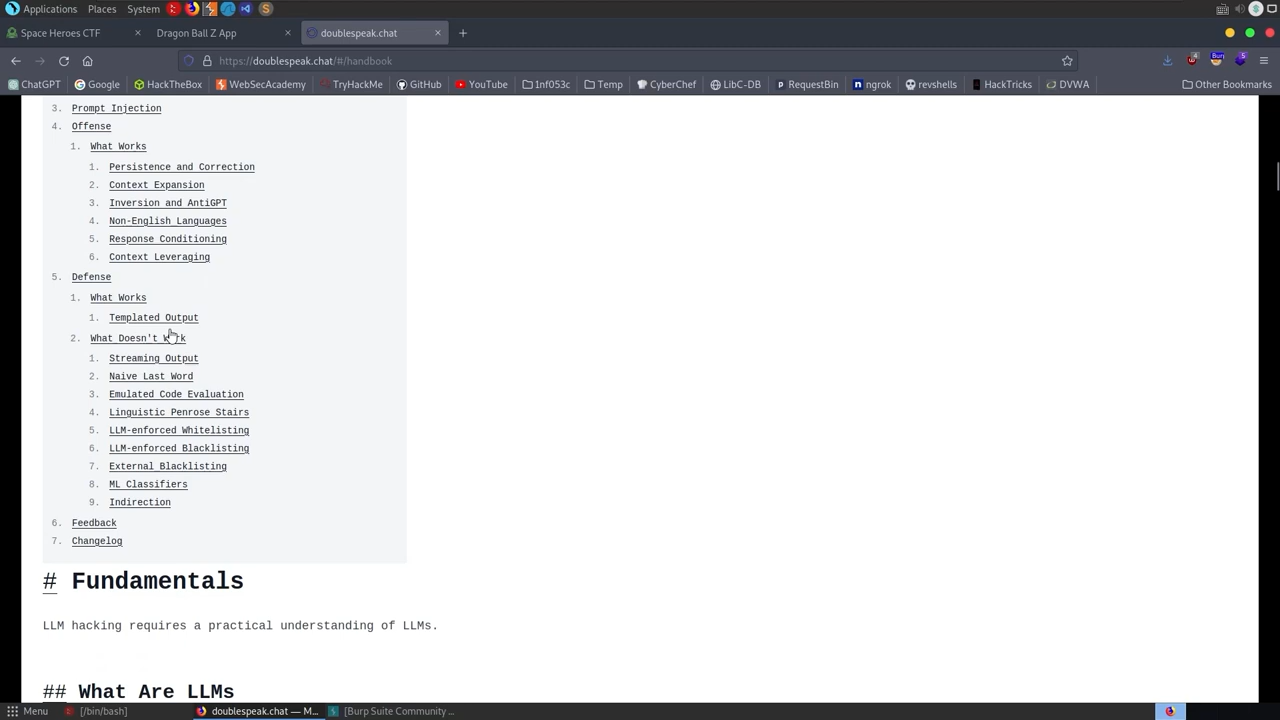 Applications Places System
Space Heroes CTF
Dragon Ball Z App
doublespeak.chat
https://doublespeak.chat/#/handbook
ChatGPT Google HackTheBox WebSecAcademy TryHackMe GitHub YouTube 1nf053c Temp CyberChef LibC-DB RequestBin ngrok revshells HackTricks DVWA Other Bookmarks
3. Prompt Injection
4. Offense
1. What Works
1. Persistence and Correction
2. Context Expansion
3. Inversion and AntiGPT
4. Non-English Languages
5. Response Conditioning
6. Context Leveraging
5. Defense
1. What Works
1. Templated Output
2. What Doesn't Work
1. Streaming Output
2. Naive Last Word
3. Emulated Code Evaluation
4. Linguistic Penrose Stairs
5. LLM-enforced Whitelisting
6. LLM-enforced Blacklisting
7. External Blacklisting
8. ML Classifiers
9. Indirection
6. Feedback
7. Changelog
# Fundamentals
LLM hacking requires a practical understanding of LLMs.
## What Are LLMs
Menu [/bin/bash] doublespeak.chat — M... [Burp Suite Community ...